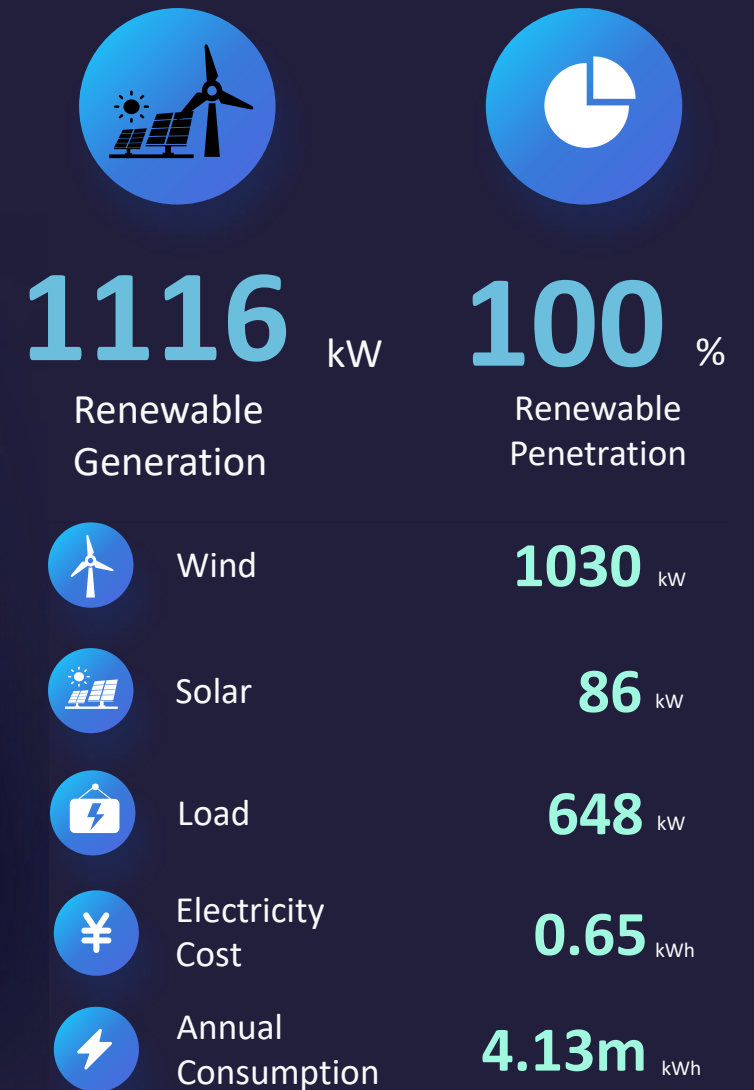 1116 kW
Renewable
Generation
100 %
Renewable
Penetration
Wind 1030 kW
Solar 86 kW
Load 648 kW
¥
Electricity
Cost
0.65 kWh
Annual
Consumption
4.13m kWh